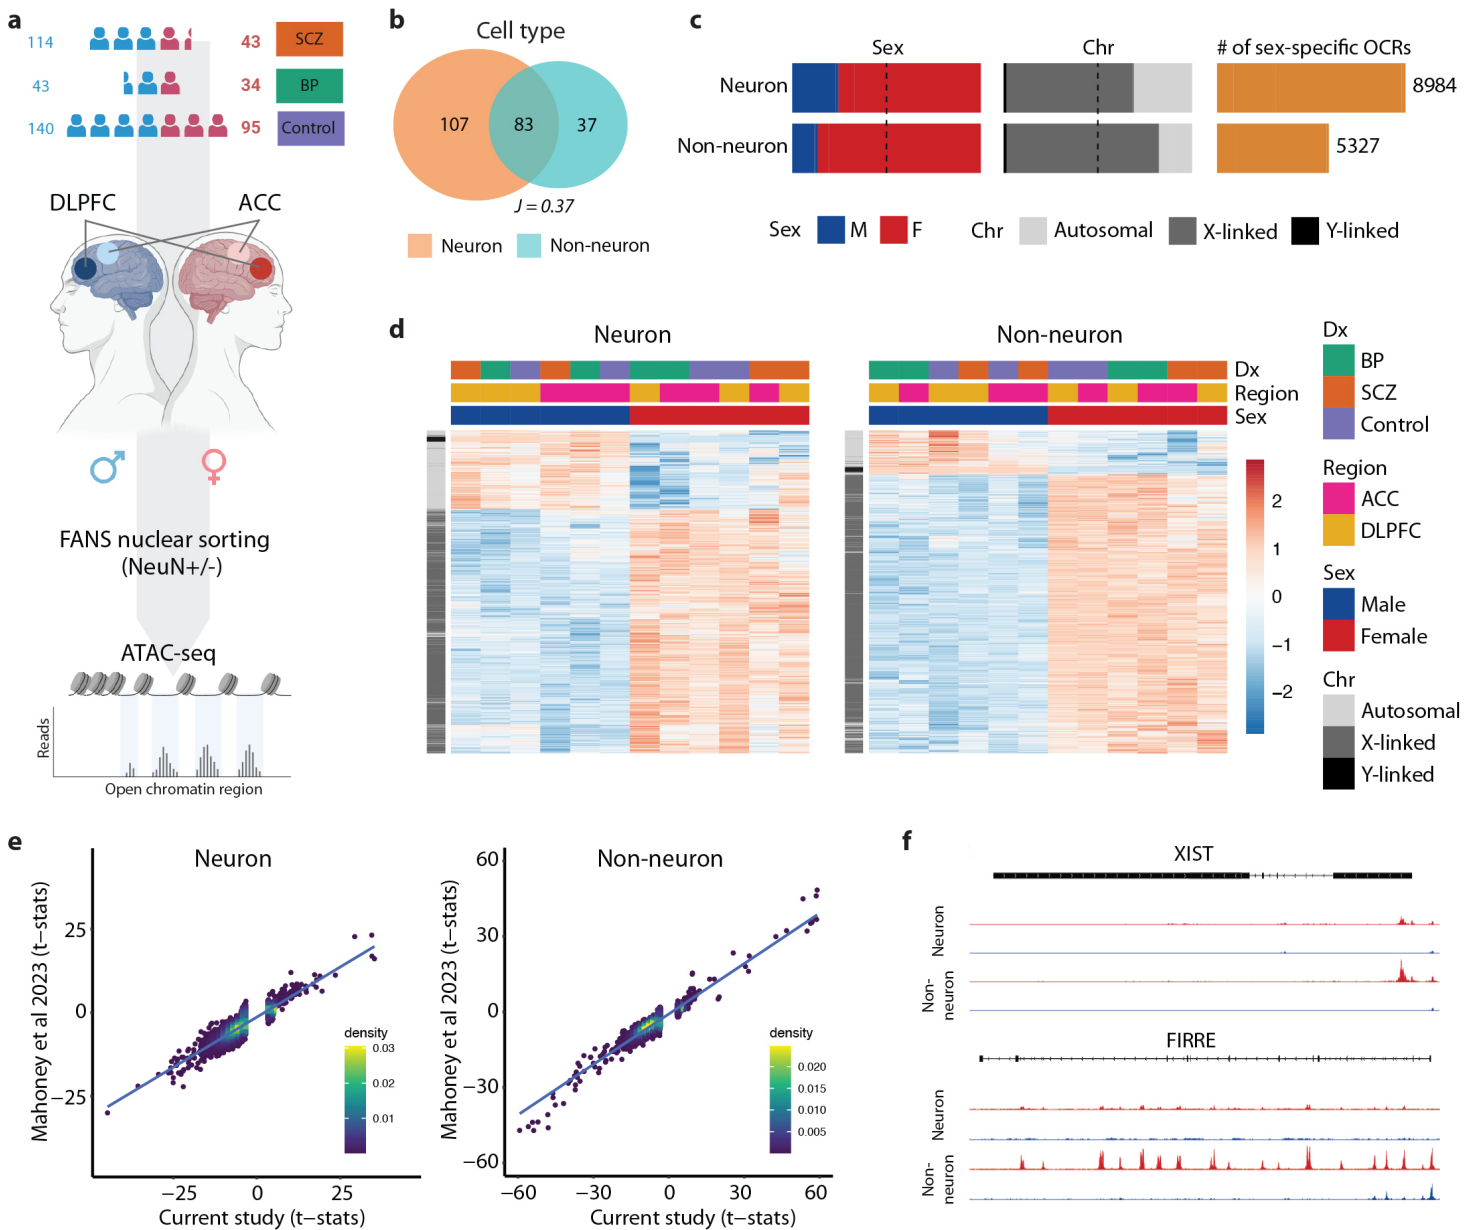 a
114
43
SCZ
43
34
BP
140
95
Control
DLPFC
ACC
FANS nuclear sorting
(NeuN+/-)
ATAC-seq
Reads
Open chromatin region
b
Cell type
107
83
37
J = 0.37
Neuron
Non-neuron
c
Sex
Chr
# of sex-specific OCRs
Neuron
8984
Non-neuron
5327
Sex
M
F
Chr
Autosomal
X-linked
Y-linked
d
Neuron
Non-neuron
Dx
Region
Sex
2
1
0
−1
−2
Dx
BP
SCZ
Control
Region
ACC
DLPFC
Sex
Male
Female
Chr
Autosomal
X-linked
Y-linked
e
Neuron
Mahoney et al 2023 (t−stats)
25
0
−25
−25
0
25
Current study (t−stats)
density
0.03
0.02
0.01
Non-neuron
Mahoney et al 2023 (t−stats)
60
30
0
−30
−60
−60
−30
0
30
60
Current study (t−stats)
density
0.020
0.015
0.010
0.005
f
XIST
Neuron
Non-
neuron
FIRRE
Neuron
Non-
neuron